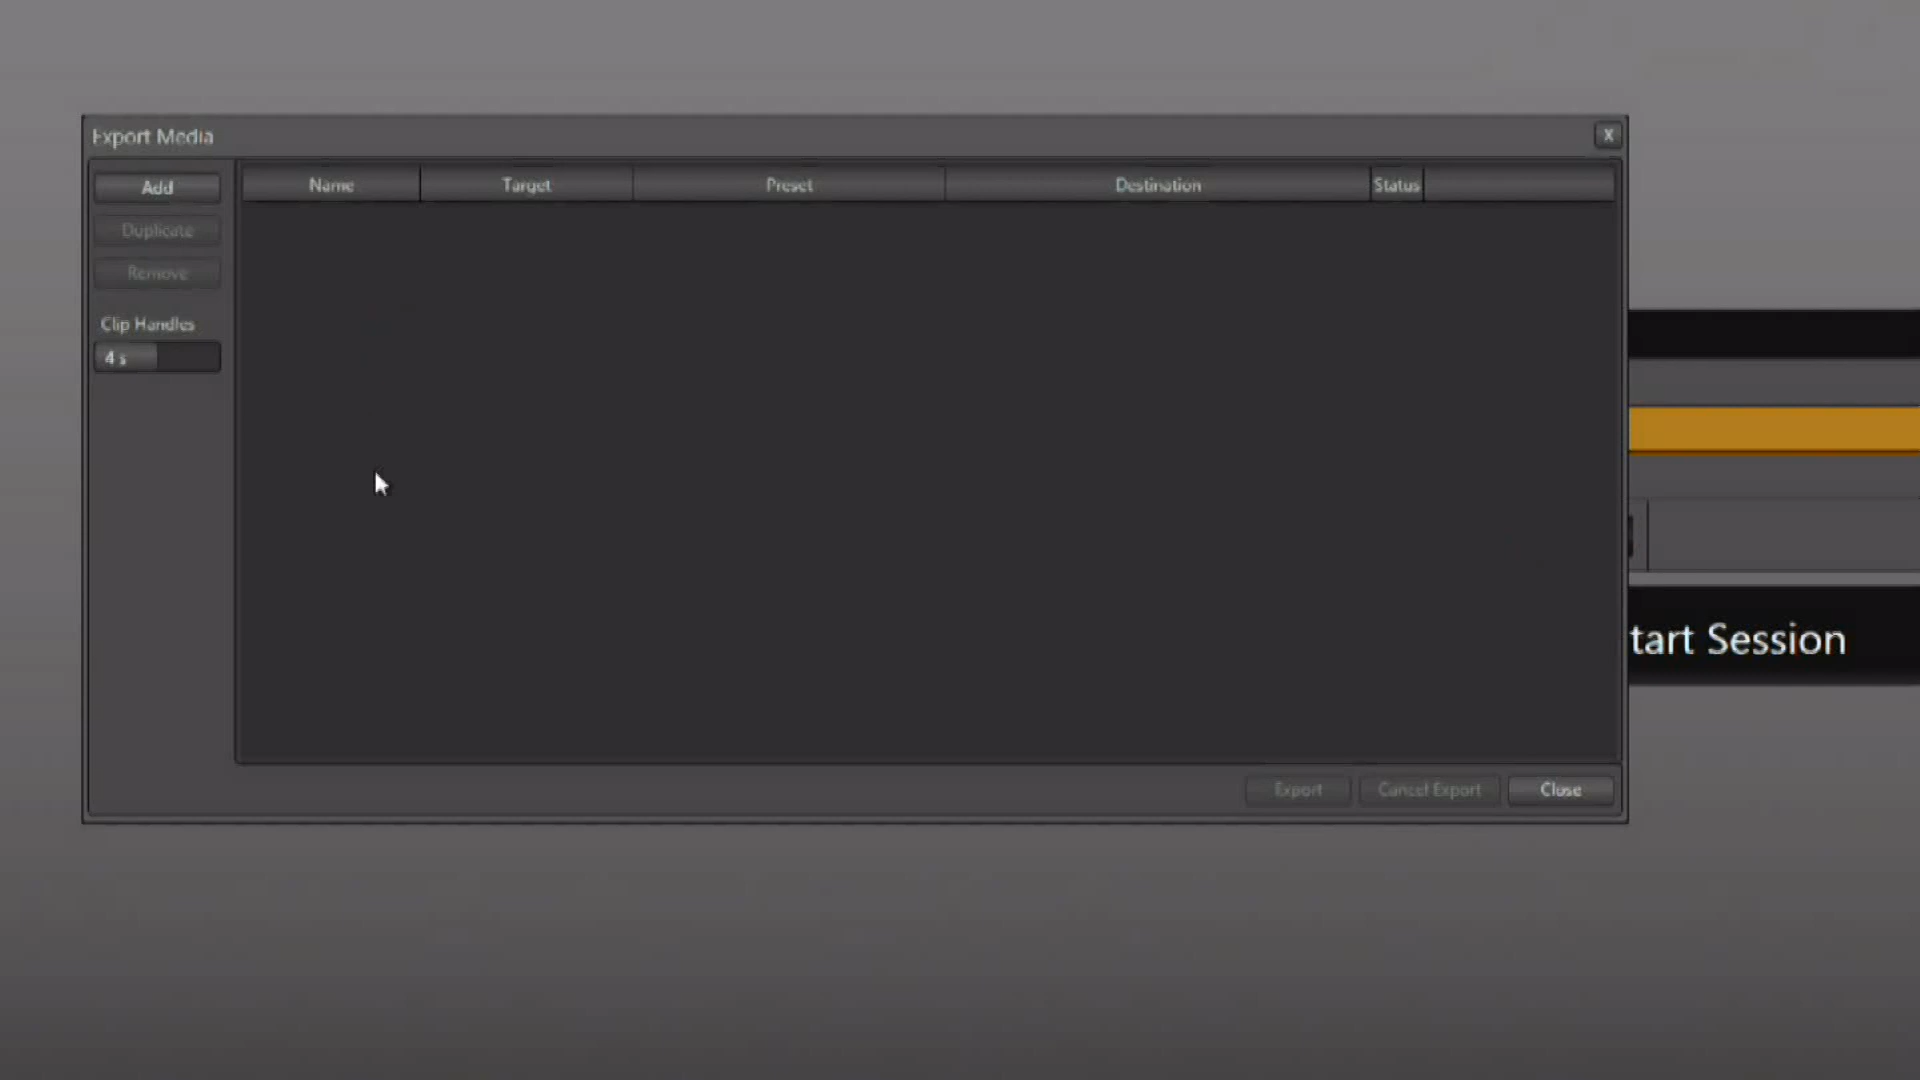 Export Media
X
Add
Duplicate
Remove
Clip Handles
4 s
Name Target Preset Destination Status
tart Session
Export Cancel Export Close